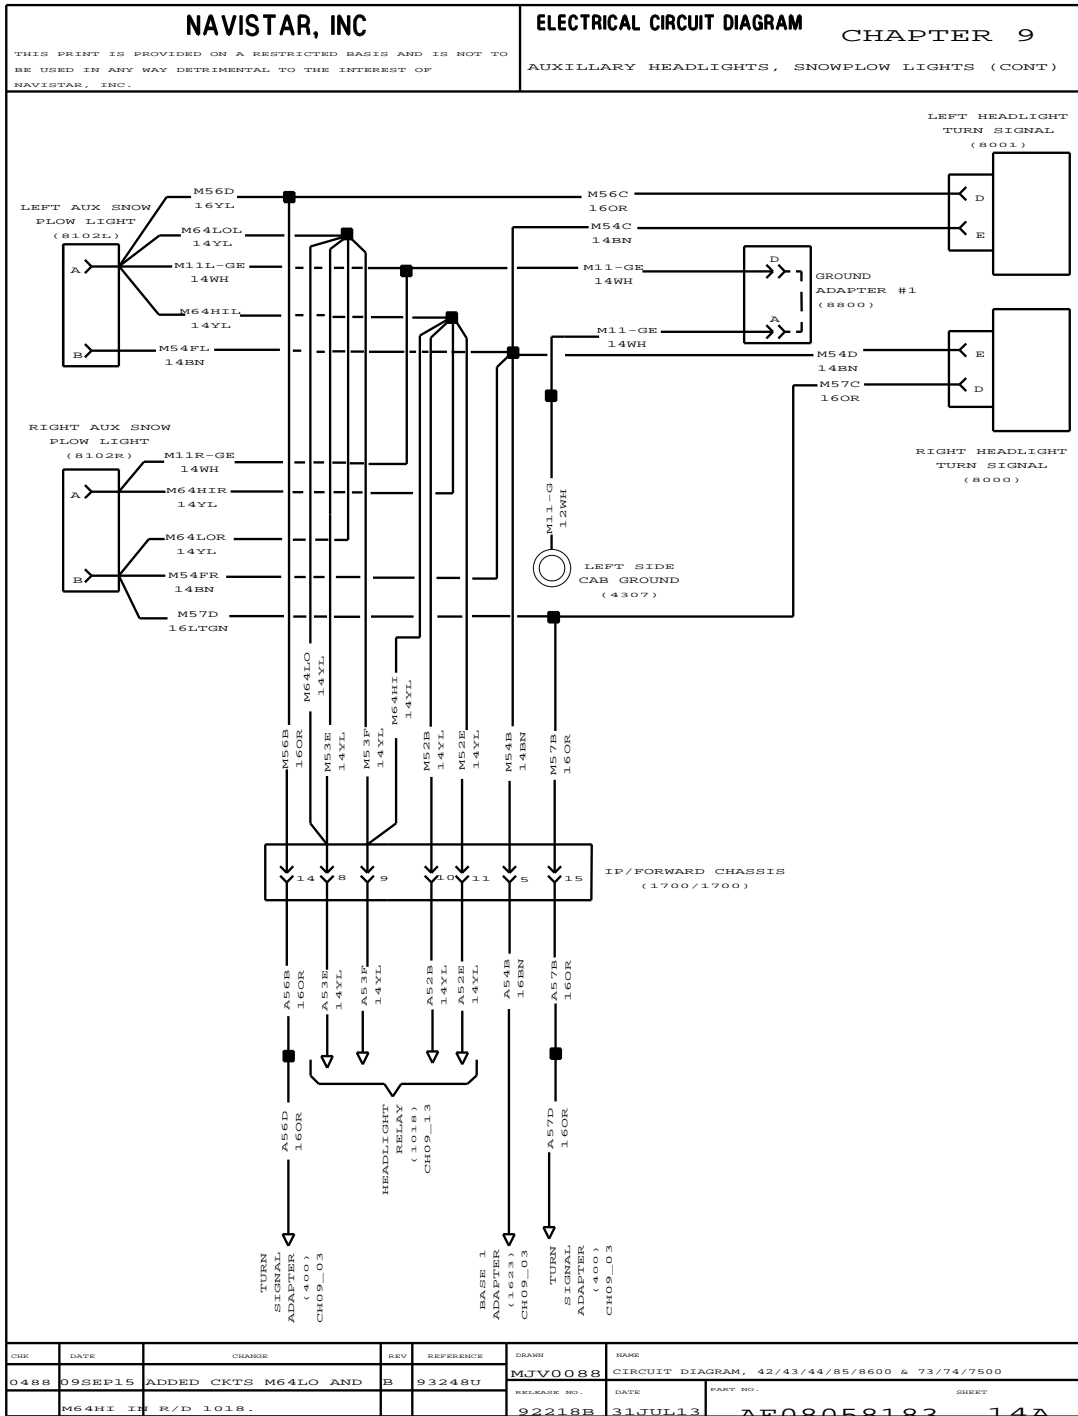 NAVISTAR, INC
THIS PRINT IS PROVIDED ON A RESTRICTED BASIS AND IS NOT TO
BE USED IN ANY WAY DETRIMENTAL TO THE INTEREST OF
NAVISTAR, INC.
ELECTRICAL CIRCUIT DIAGRAM
CHAPTER 9
AUXILLARY HEADLIGHTS, SNOWPLOW LIGHTS (CONT)
LEFT HEADLIGHT
TURN SIGNAL
(8001)
D
E
LEFT AUX SNOW
PLOW LIGHT
(8102L)
A
B
M56D
16YL
M64LOL
14YL
M11L-GE
14WH
M64HIL
14YL
M54FL
14BN
M56C
16OR
M54C
14BN
M11-GE
14WH
M11-GE
14WH
D
A
GROUND
ADAPTER #1
(8800)
M54D
14BN
M57C
16OR
E
D
RIGHT HEADLIGHT
TURN SIGNAL
(8000)
RIGHT AUX SNOW
PLOW LIGHT
(8102R)
A
B
M11R-GE
14WH
M64HIR
14YL
M64LOR
14YL
M54FR
14BN
M57D
16LTGN
M11-G
12WH
LEFT SIDE
CAB GROUND
(4307)
M64LO
14YL
M64HI
14YL
M56B
16OR
M53E
14YL
M53F
14YL
M52B
14YL
M52E
14YL
M54B
14BN
M57B
16OR
14
8
9
10
11
5
15
IP/FORWARD CHASSIS
(1700/1700)
A56B
16OR
A53E
14YL
A53F
14YL
A52B
14YL
A52E
14YL
A54B
16BN
A57B
16OR
A56D
16OR
HEADLIGHT
RELAY
(1018)
CH09_13
A57D
16OR
TURN
SIGNAL
ADAPTER
(400)
CH09_03
BASE 1
ADAPTER
(1623)
CH09_03
TURN
SIGNAL
ADAPTER
(400)
CH09_03
CHK DATE CHANGE REV REFERENCE
0488 09SEP15 ADDED CKTS M64LO AND B 93248U
M64HI IN R/D 1018.
DRAWN
MJV0088
NAME
CIRCUIT DIAGRAM, 42/43/44/85/8600 & 73/74/7500
RELEASE NO.
92218B
DATE
31JUL13
PART NO.
AF08058182
SHEET
14A